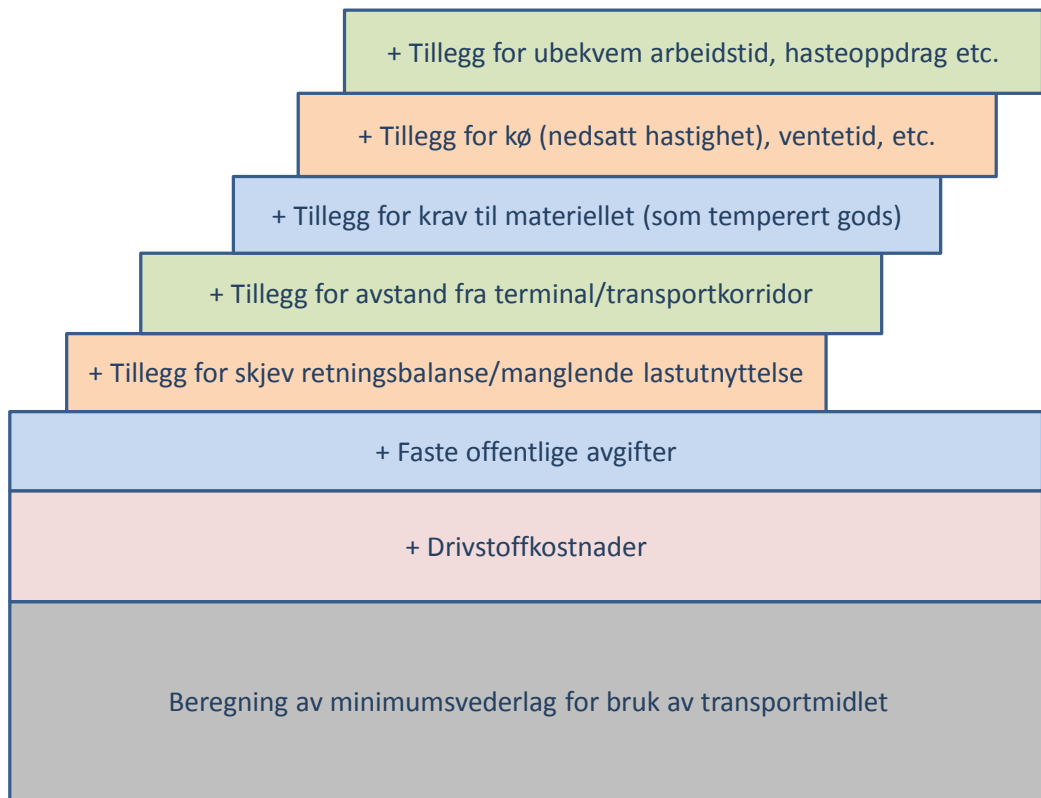 + Tillegg for ubekvem arbeidstid, hasteoppdrag etc.
+ Tillegg for kø (nedsatt hastighet), ventetid, etc.
+ Tillegg for krav til materiellet (som temperert gods)
+ Tillegg for avstand fra terminal/transportkorridor
+ Tillegg for skjev retningsbalanse/manglende lastutnyttelse
+ Faste offentlige avgifter
+ Drivstoffkostnader
Beregning av minimumsvederlag for bruk av transportmidlet